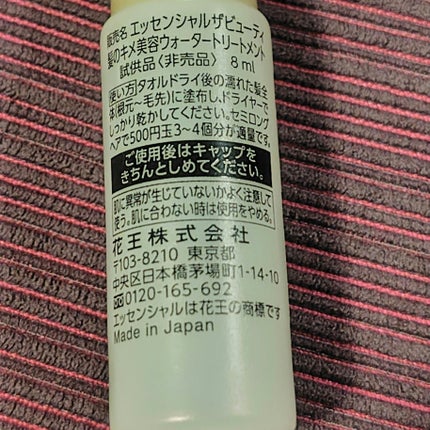 販売名 エッセンシャルザビューティ
髪のキメ美容ウォータートリートメント
試供品〈非売品〉 8ml
使い方 タオルドライ後の濡れた髪全
体(根元〜毛先)に塗布し、ドライヤーで
しっかり乾かしてください。セミロング
ヘアで500円玉3〜4個分が適量です。
ご使用後はキャップを
きちんとしめてください。
肌に異常が生じていないかよく注意して
使う。肌に合わない時は使用をやめる。
花王株式会社
〒103-8210 東京都
中央区日本橋茅場町1-14-10
0120-165-692
エッセンシャルは花王の商標です
Made in Japan